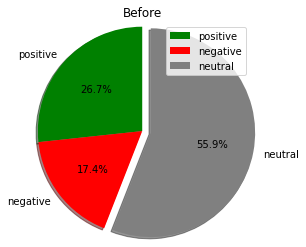 Before
positive
negative
neutral
positive
26.7%
negative
17.4%
neutral
55.9%